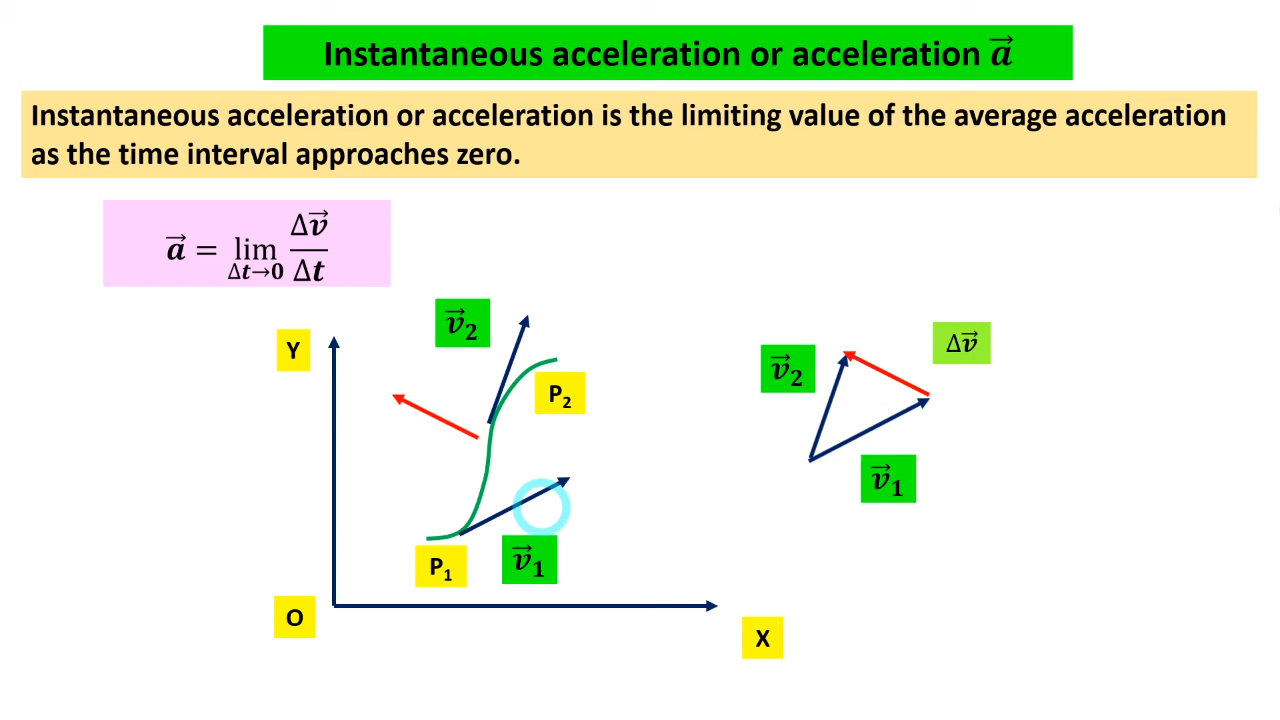 Instantaneous acceleration or acceleration a⃗
Instantaneous acceleration or acceleration is the limiting value of the average acceleration
as the time interval approaches zero.
a⃗ = lim Δt→0 Δv⃗/Δt
v⃗₂
Y
Δv⃗
v⃗₂
P₂
v⃗₁
P₁
v⃗₁
O
X